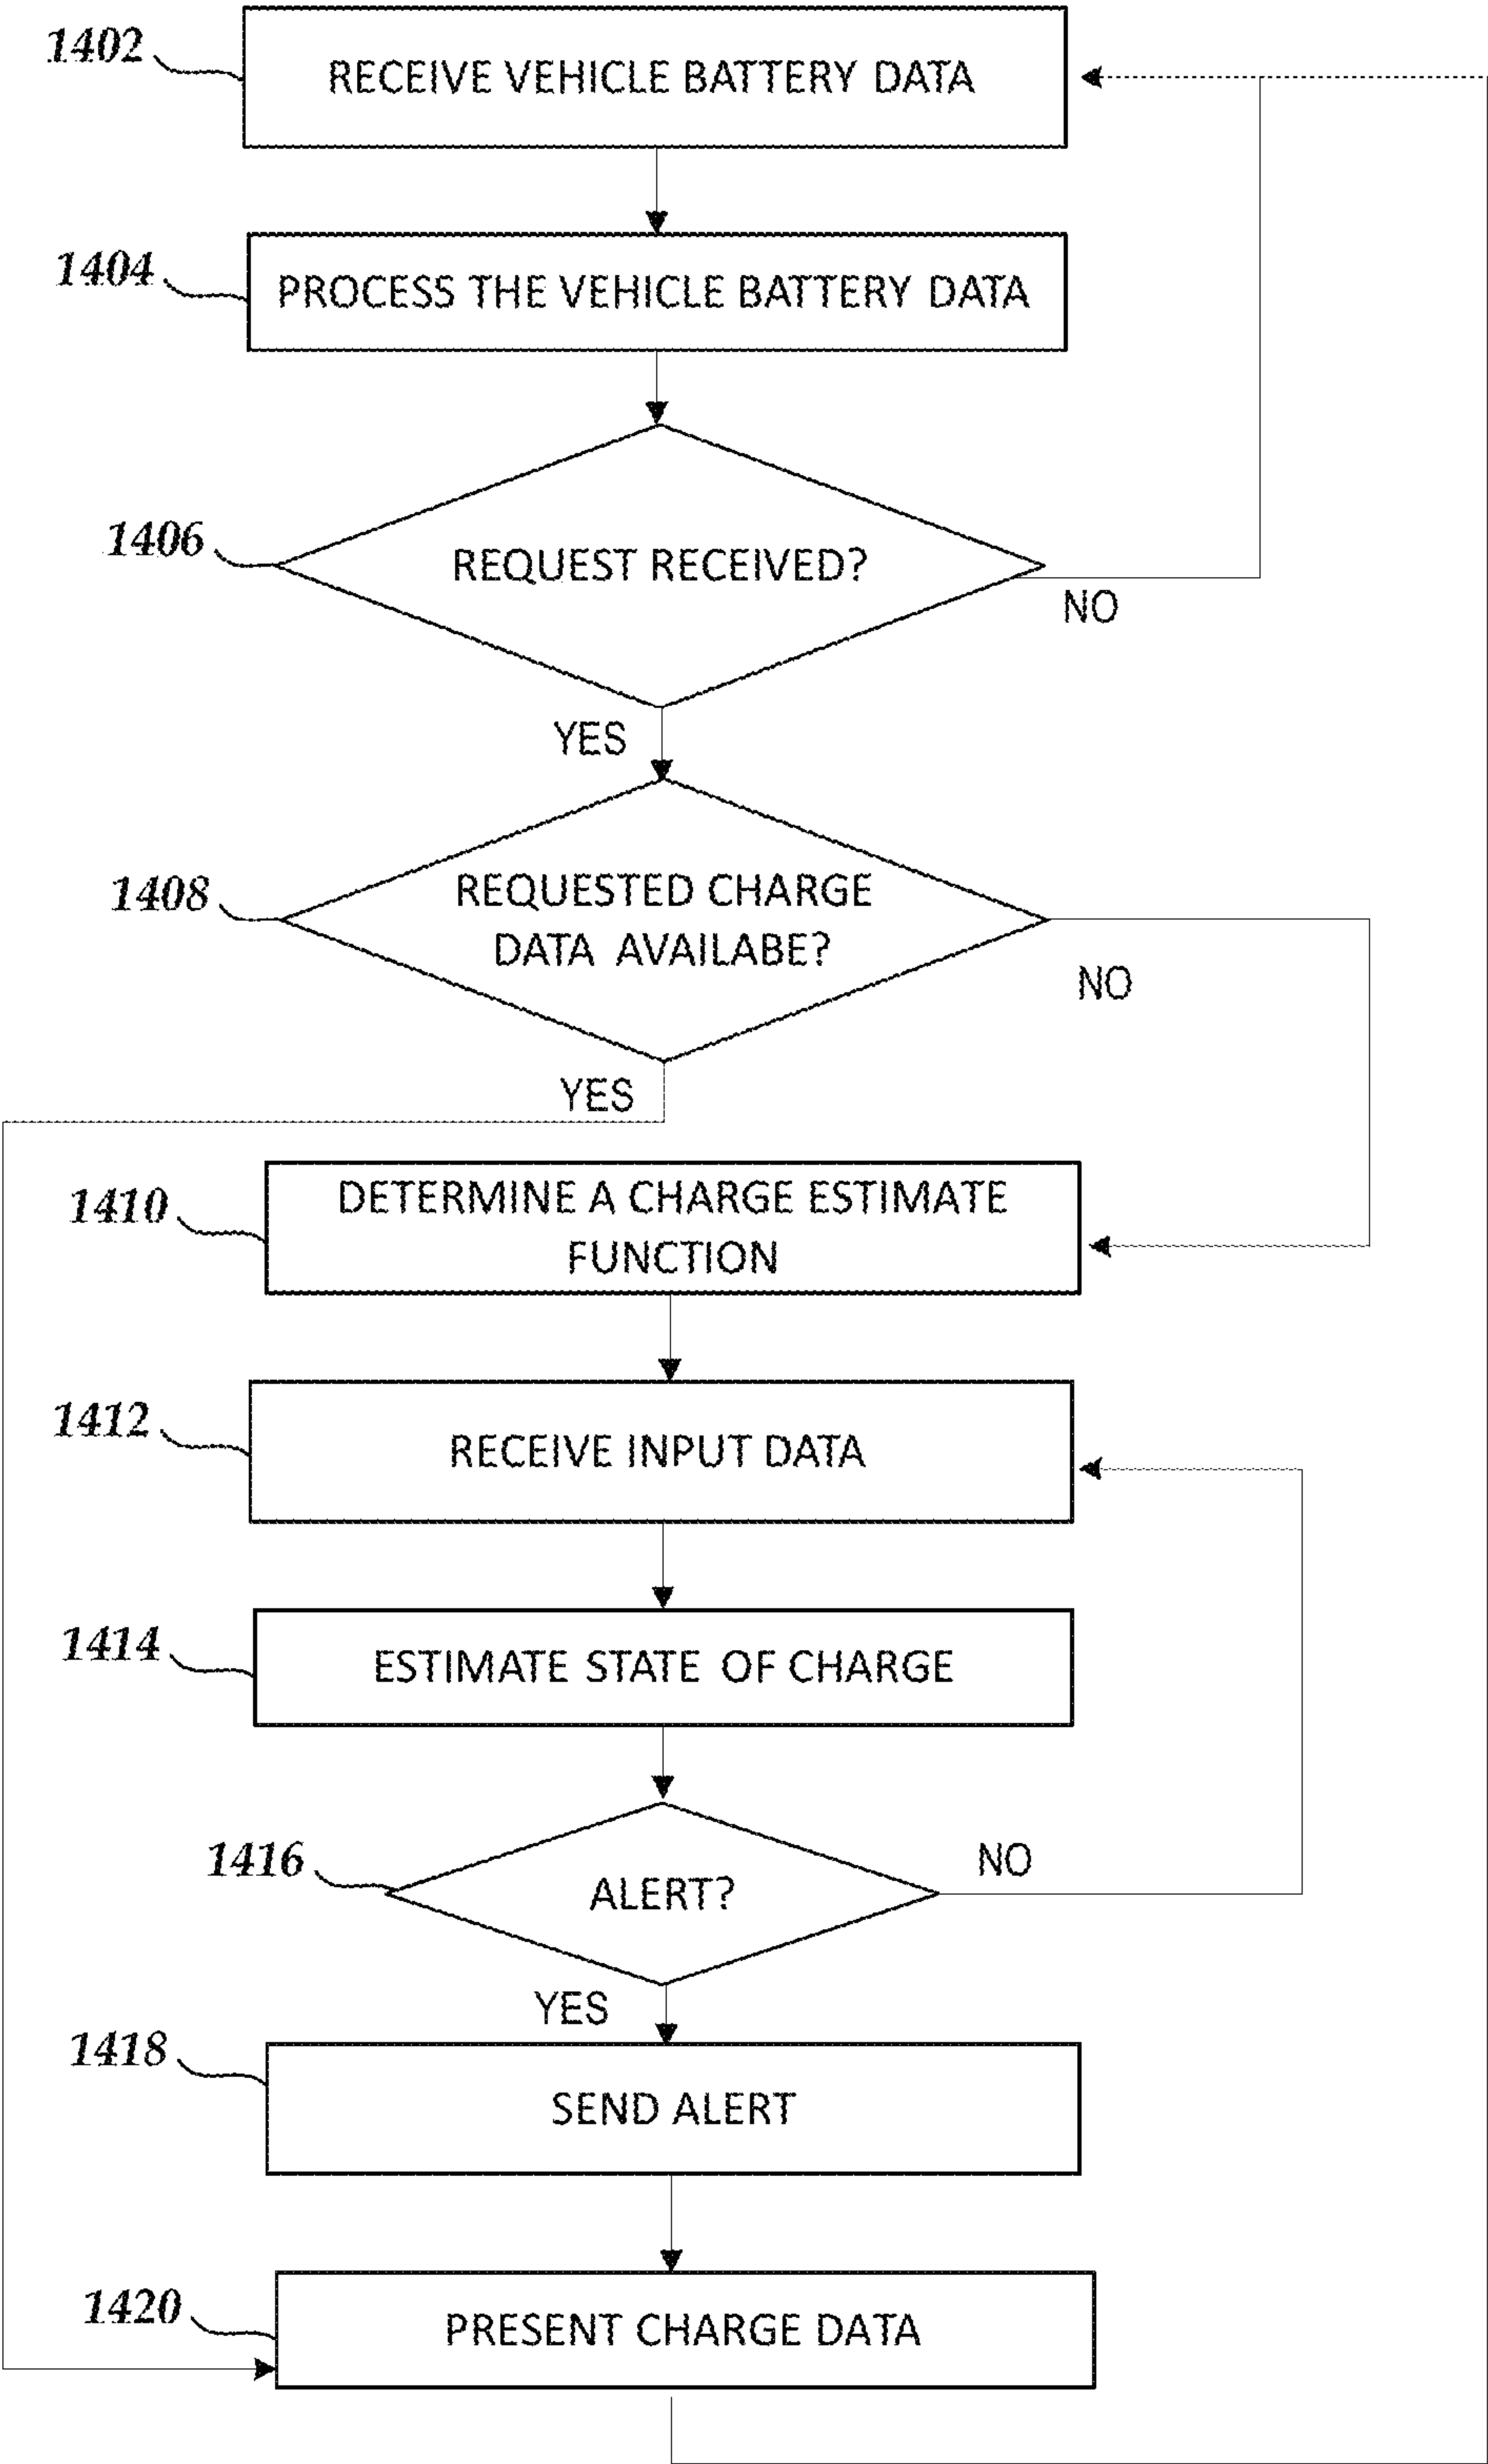 1402
RECEIVE VEHICLE BATTERY DATA
1404
PROCESS THE VEHICLE BATTERY DATA
1406
REQUEST RECEIVED?
NO
YES
1408
REQUESTED CHARGE
DATA AVAILABE?
NO
YES
1410
DETERMINE A CHARGE ESTIMATE
FUNCTION
1412
RECEIVE INPUT DATA
1414
ESTIMATE STATE OF CHARGE
1416
ALERT?
NO
YES
1418
SEND ALERT
1420
PRESENT CHARGE DATA